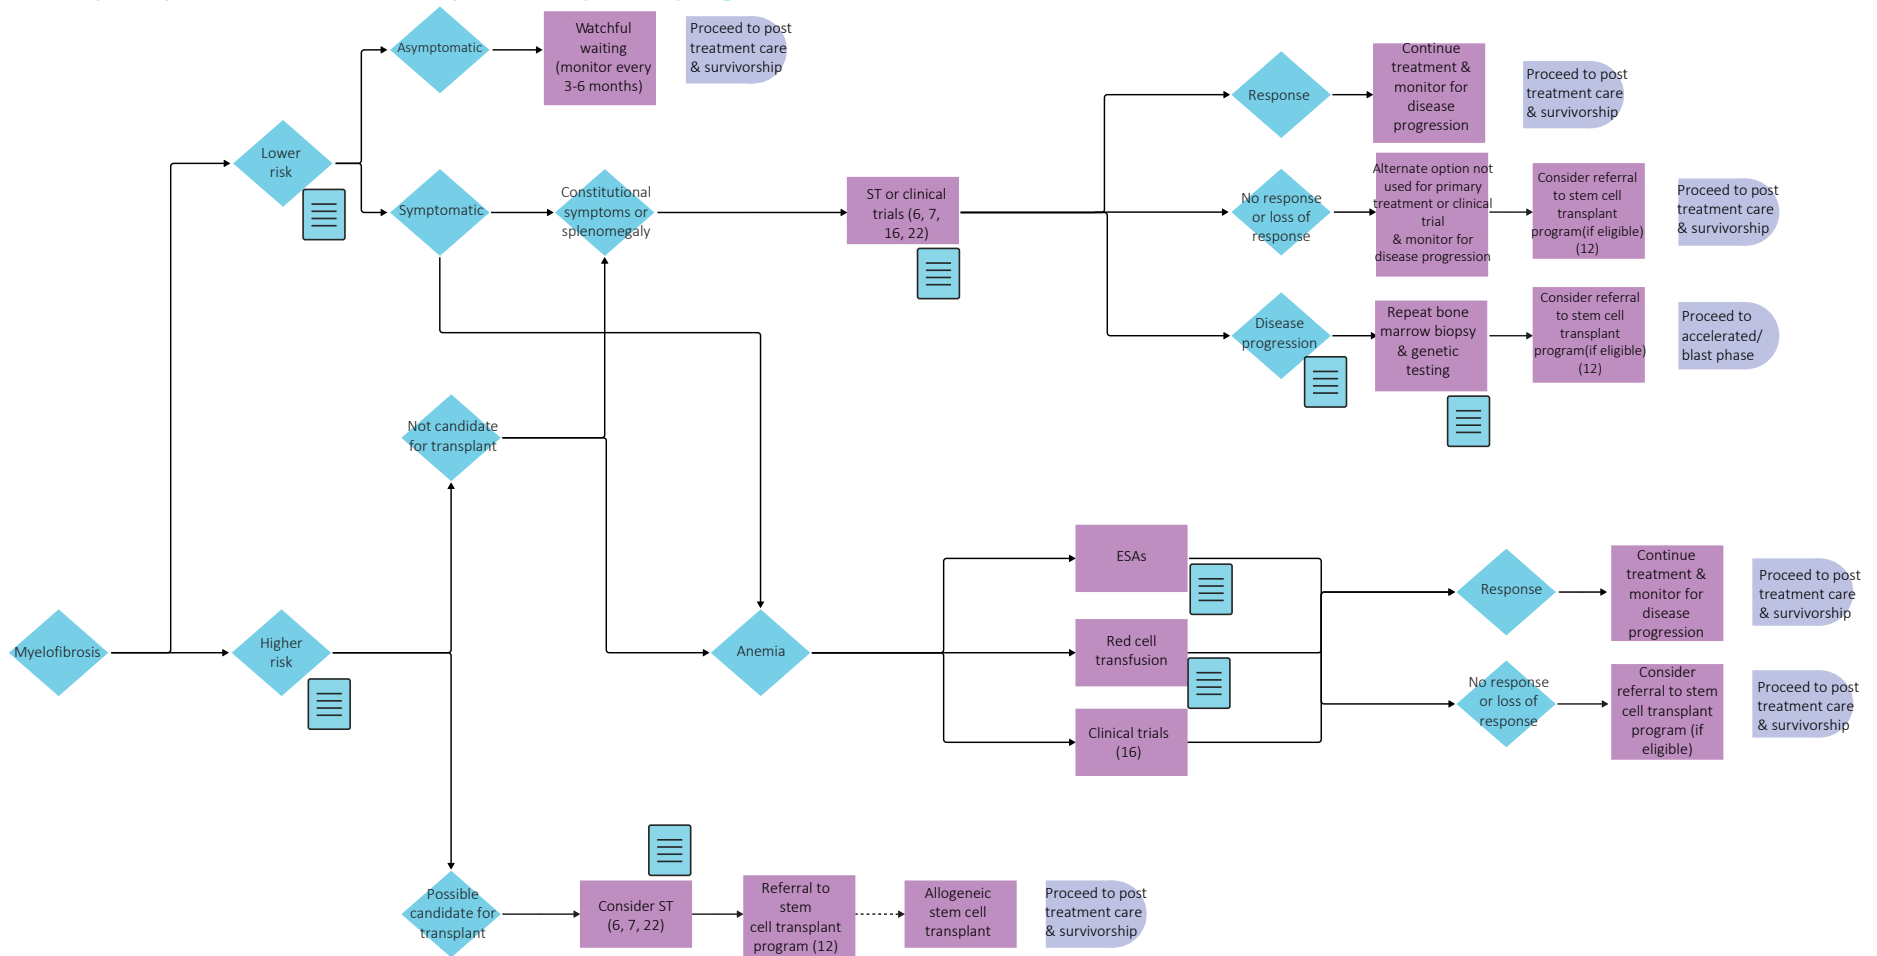 Asymptomatic
Watchful
waiting
(monitor every
3-6 months)
Proceed to post
treatment care
& survivorship
Lower
risk
Symptomatic
Constitutional
symptoms or
splenomegaly
ST or clinical
trials (6, 7,
16, 22)
Response
Continue
treatment &
monitor for
disease
progression
Proceed to post
treatment care
& survivorship
No response
or loss of
response
Alternate option not
used for primary
treatment or clinical
trial
& monitor for
disease progression
Consider referral
to stem cell
transplant
program(if eligible)
(12)
Proceed to post
treatment care
& survivorship
Disease
progression
Repeat bone
marrow biopsy
& genetic
testing
Consider referral
to stem cell
transplant
program(if eligible)
(12)
Proceed to
accelerated/
blast phase
Not candidate
for transplant
Myelofibrosis
Higher
risk
Anemia
ESAs
Red cell
transfusion
Clinical trials
(16)
Response
Continue
treatment &
monitor for
disease
progression
Proceed to post
treatment care
& survivorship
No response
or loss of
response
Consider
referral to stem
cell transplant
program (if
eligible)
Proceed to post
treatment care
& survivorship
Possible
candidate for
transplant
Consider ST
(6, 7, 22)
Referral to
stem
cell transplant
program (12)
Allogeneic
stem cell
transplant
Proceed to post
treatment care
& survivorship